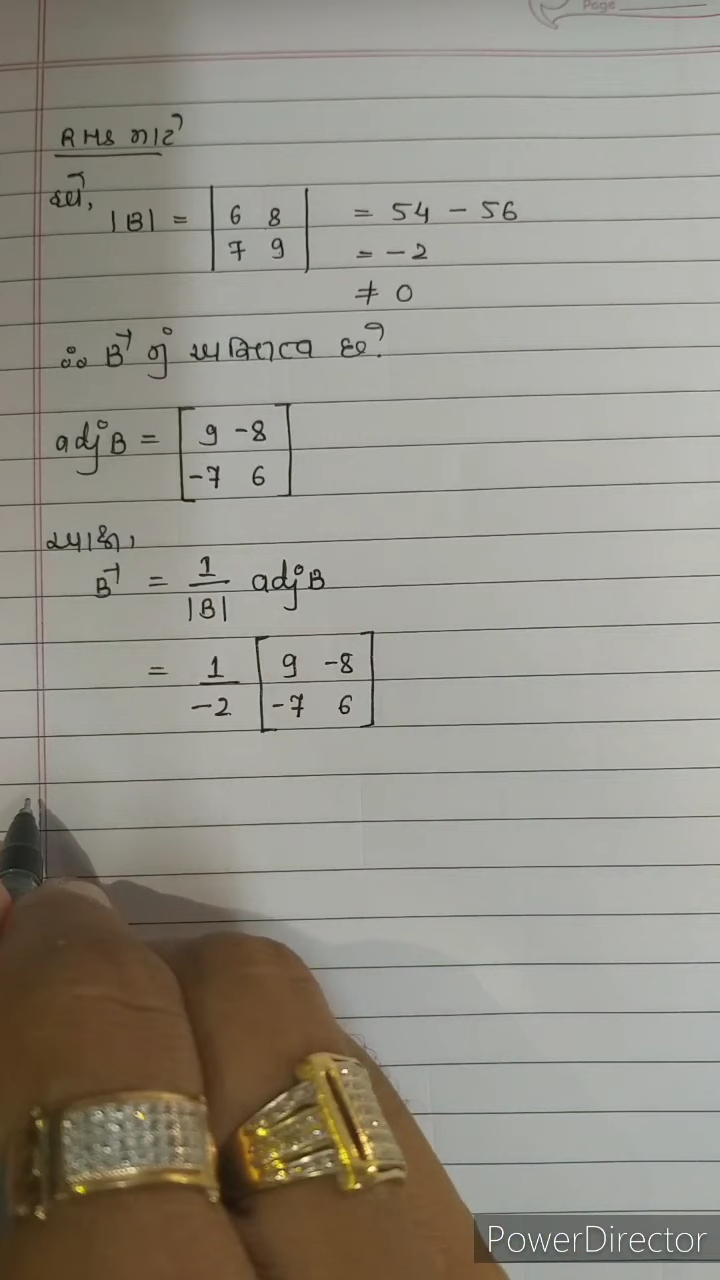 Page
RHS માટે
હવે,
|B| = | 6 8 | = 54 - 56
| 7 9 | = -2
≠ 0
∴ B⁻¹ નું અસ્તિત્વ છે.
adj B = [ 9 -8
-7 6 ]
B⁻¹ = 1/|B| adj B
= 1/-2 [ 9 -8
-7 6 ]
PowerDirector